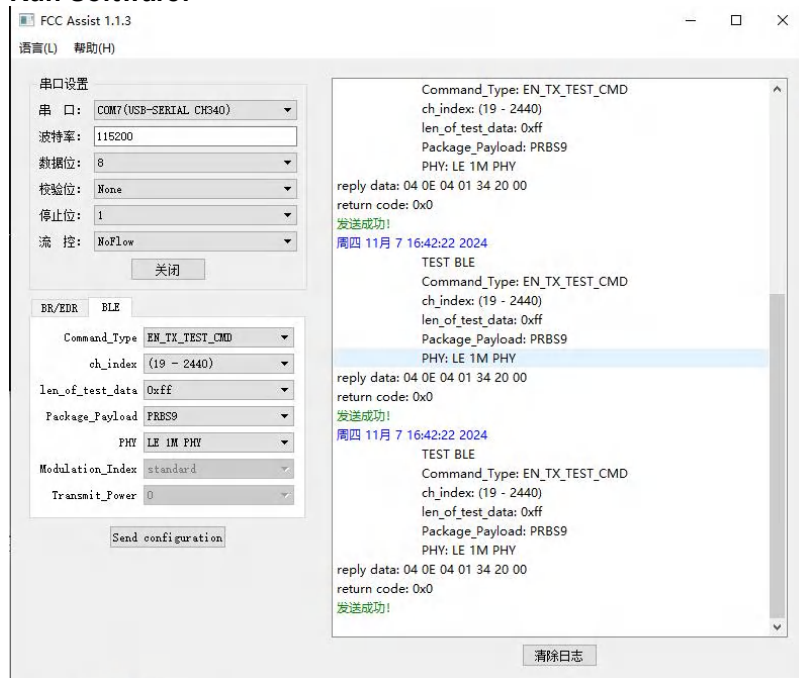 Run Software:
FCC Assist 1.1.3
语言(L) 帮助(H)
串口设置
串 口: COM7(USB-SERIAL CH340)
波特率: 115200
数据位: 8
校验位: None
停止位: 1
流 控: NoFlow
关闭
BR/EDR BLE
Command_Type EN_TX_TEST_CMD
ch_index (19 - 2440)
len_of_test_data 0xff
Package_Payload PRBS9
PHY LE 1M PHY
Modulation_Index standard
Transmit_Power 0
Send configuration
Command_Type: EN_TX_TEST_CMD
ch_index: (19 - 2440)
len_of_test_data: 0xff
Package_Payload: PRBS9
PHY: LE 1M PHY
reply data: 04 0E 04 01 34 20 00
return code: 0x0
发送成功!
周四 11月 7 16:42:22 2024
TEST BLE
Command_Type: EN_TX_TEST_CMD
ch_index: (19 - 2440)
len_of_test_data: 0xff
Package_Payload: PRBS9
PHY: LE 1M PHY
reply data: 04 0E 04 01 34 20 00
return code: 0x0
发送成功!
周四 11月 7 16:42:22 2024
TEST BLE
Command_Type: EN_TX_TEST_CMD
ch_index: (19 - 2440)
len_of_test_data: 0xff
Package_Payload: PRBS9
PHY: LE 1M PHY
reply data: 04 0E 04 01 34 20 00
return code: 0x0
发送成功!
清除日志